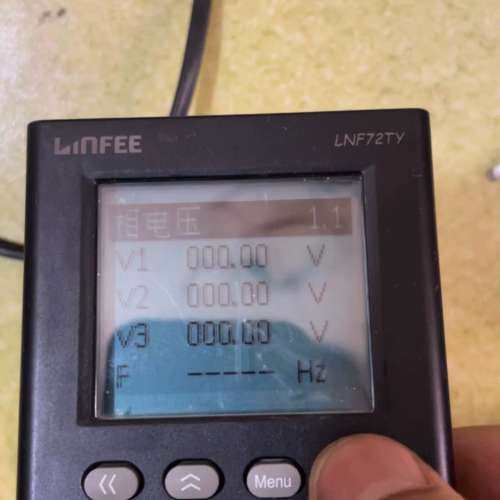 LINFEE
LNF72TY
相电压 1.1
V1 000.00 V
V2 000.00 V
V3 000.00 V
F ----- Hz
Menu